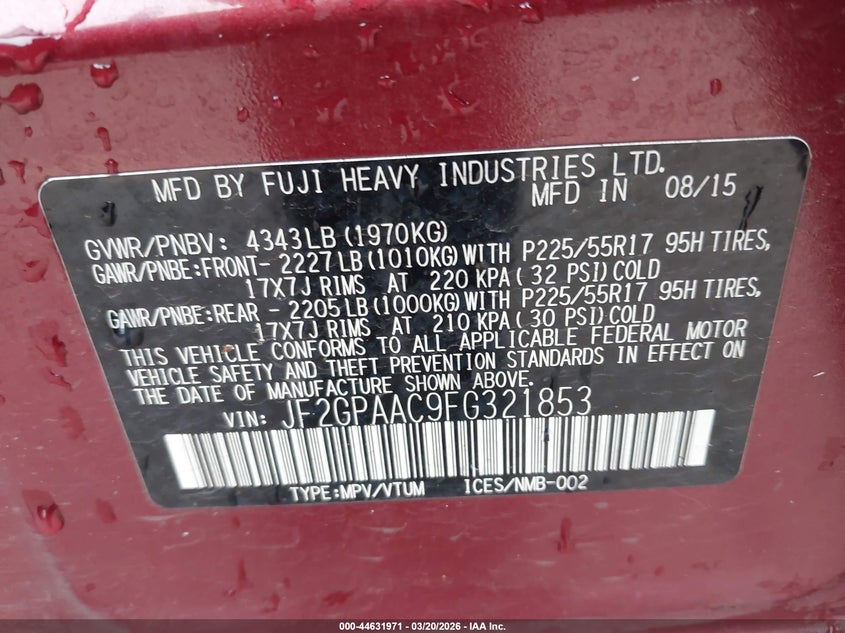 MFD BY FUJI HEAVY INDUSTRIES LTD.
MFD IN 08/15
GVWR/PNBV: 4343LB (1970KG)
GAWR/PNBE:FRONT- 2227LB (1010KG) WITH P225/55R17 95H TIRES,
17X7J RIMS AT 220 KPA ( 32 PSI) COLD
GAWR/PNBE:REAR - 2205LB (1000KG) WITH P225/55R17 95H TIRES,
17X7J RIMS AT 210 KPA ( 30 PSI) COLD
THIS VEHICLE CONFORMS TO ALL APPLICABLE FEDERAL MOTOR
VEHICLE SAFETY AND THEFT PREVENTION STANDARDS IN EFFECT ON
THE DATE OF MANUFACTURE SHOWN ABOVE.
VIN: JF2GPAAC9FG321853
TYPE:MPV/VTUM ICES/NMB-002
000-44631971 - 03/20/2026 - IAA Inc.